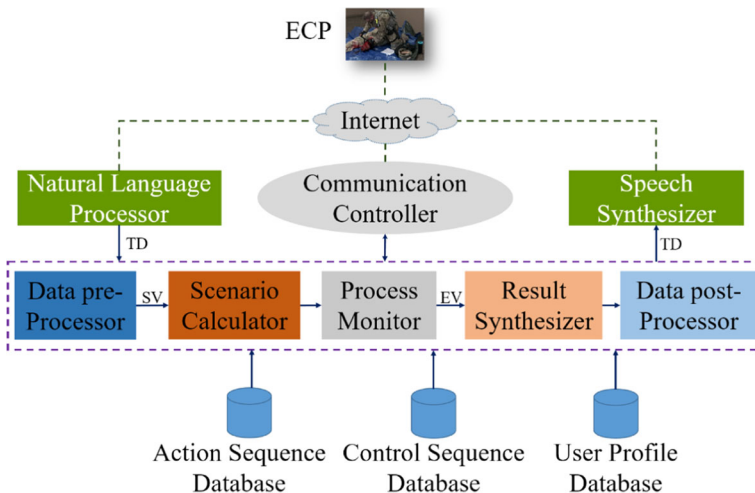 ECP
Internet
Natural Language
Processor
Communication
Controller
Speech
Synthesizer
TD
TD
Data pre-
Processor
SV
Scenario
Calculator
Process
Monitor
EV
Result
Synthesizer
Data post-
Processor
Action Sequence
Database
Control Sequence
Database
User Profile
Database